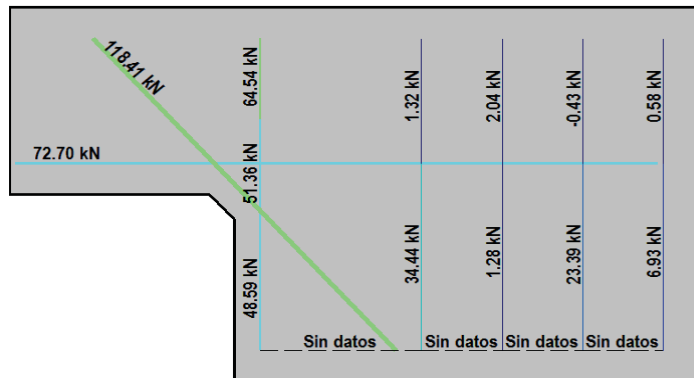 118.41 kN
64.54 kN
1.32 kN
2.04 kN
-0.43 kN
0.58 kN
72.70 kN
51.36 kN
48.59 kN
34.44 kN
1.28 kN
23.39 kN
6.93 kN
Sin datos
Sin datos
Sin datos
Sin datos